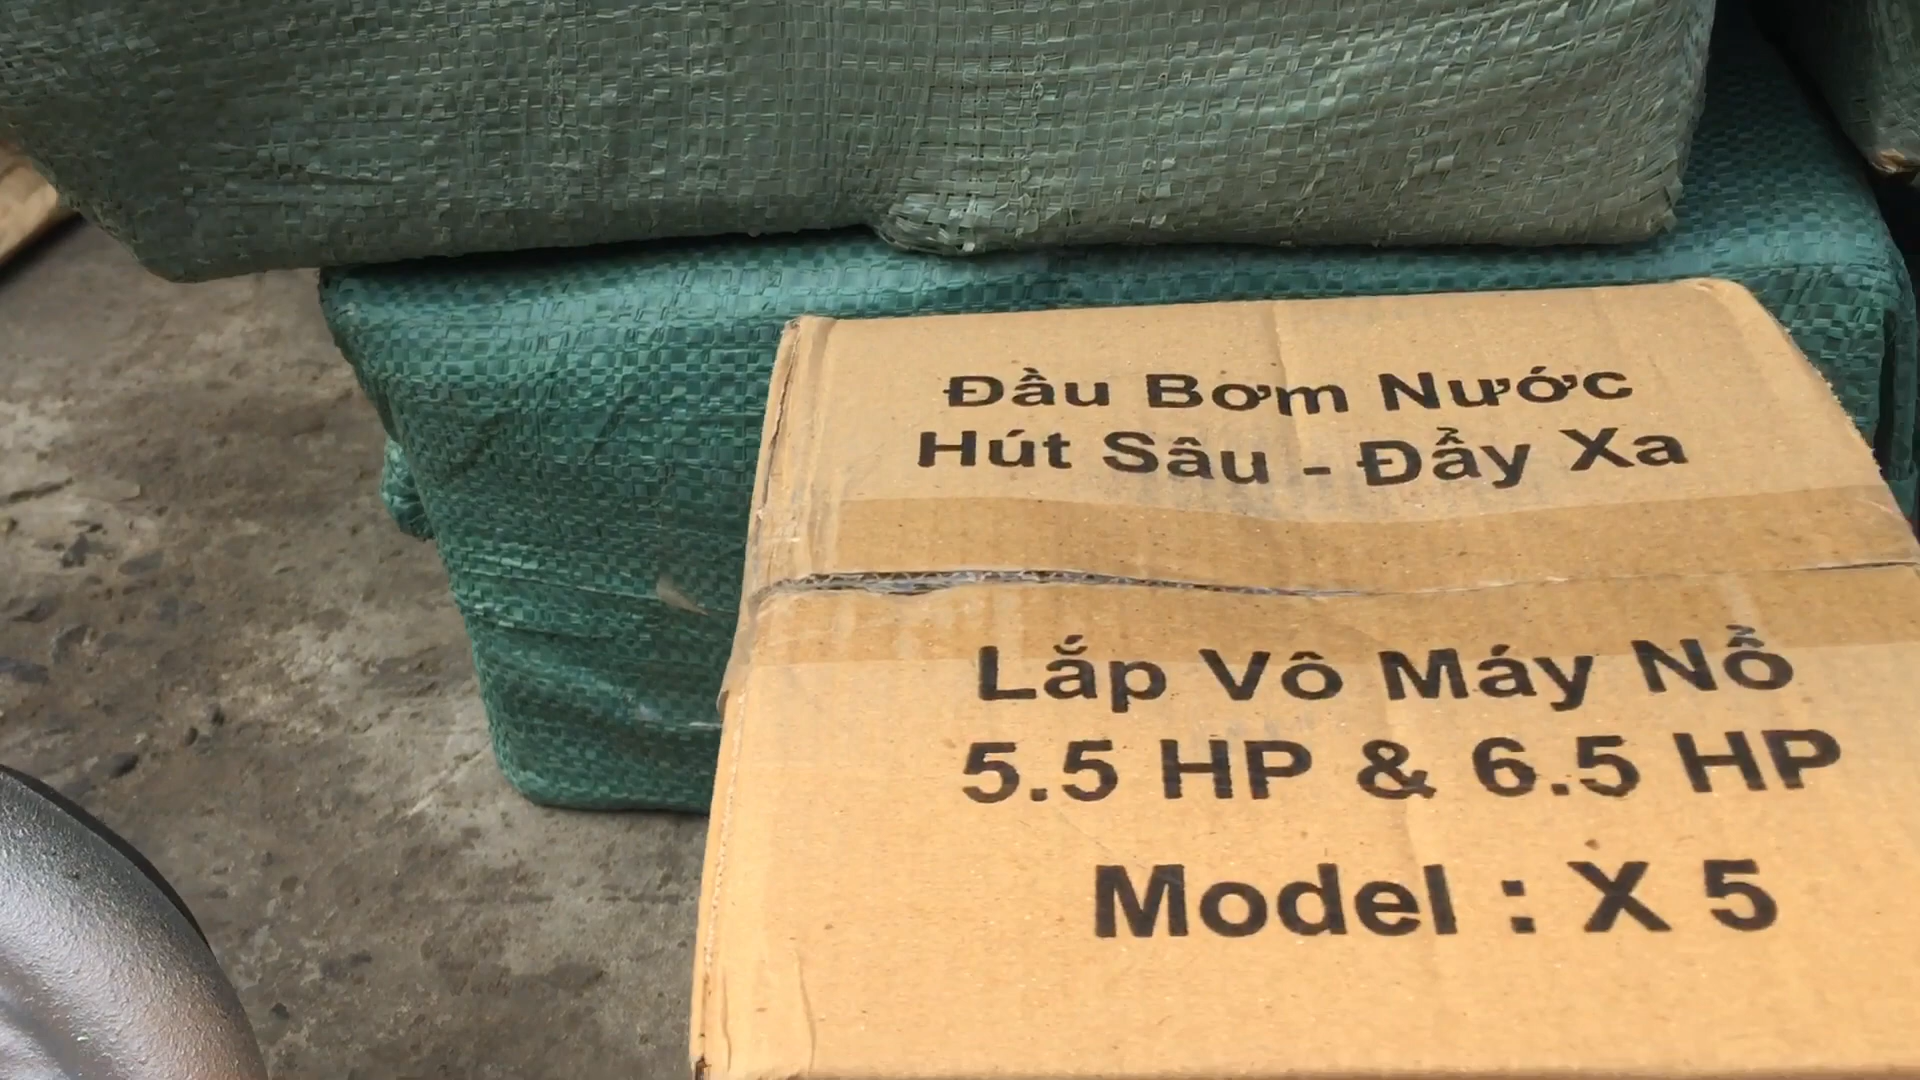 Đầu Bơm Nước
Hút Sâu - Đẩy Xa
Lắp Vô Máy Nổ
5.5 HP & 6.5 HP
Model : X 5